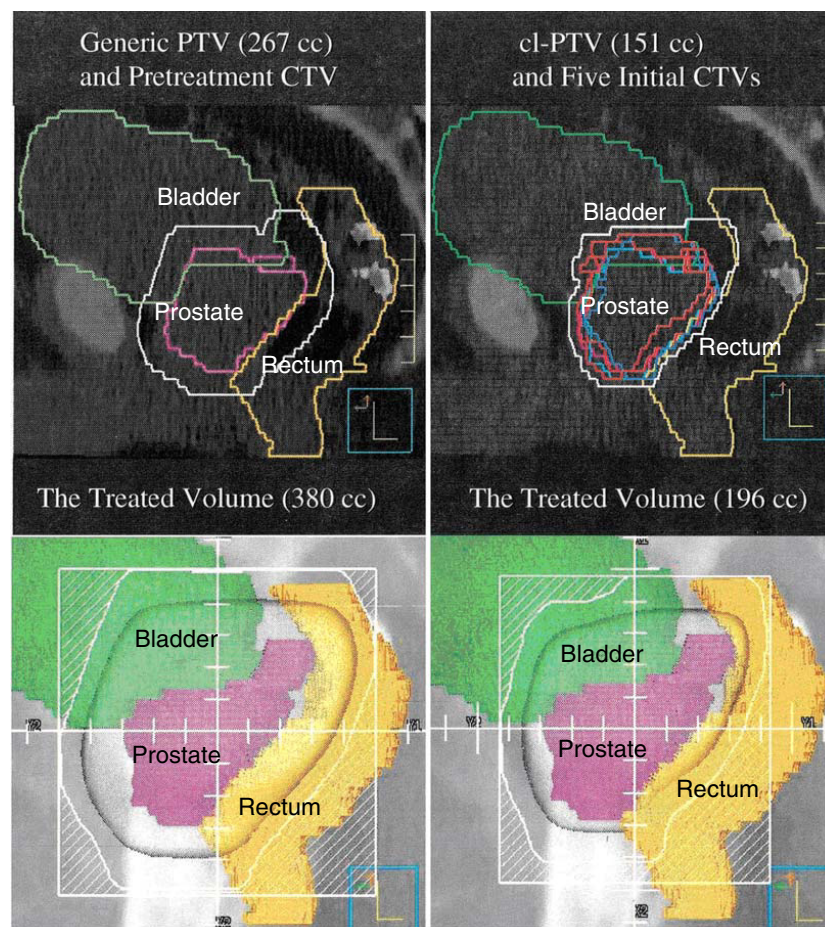 Generic PTV (267 cc)
and Pretreatment CTV
cl-PTV (151 cc)
and Five Initial CTVs
Bladder
Prostate
Rectum
Bladder
Prostate
Rectum
The Treated Volume (380 cc)
The Treated Volume (196 cc)
Bladder
Prostate
Rectum
Bladder
Prostate
Rectum